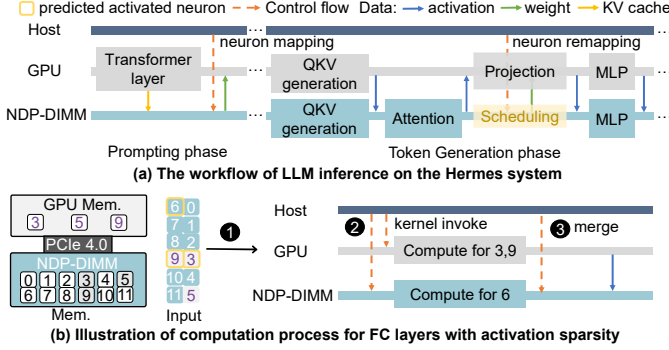 predicted activated neuron Control flow Data: activation weight KV cache
Host
neuron mapping neuron remapping
GPU Transformer layer QKV generation Projection MLP
NDP-DIMM QKV generation Attention Scheduling MLP
Prompting phase Token Generation phase
(a) The workflow of LLM inference on the Hermes system
GPU Mem.
3 5 9
PCIe 4.0
NDP-DIMM
0 1 2 3 4 5
6 7 8 9 10 11
Mem.
6 0
7 1
8 2
9 3
10 4
11 5
Input
1
Host
2 kernel invoke 3 merge
GPU Compute for 3,9
NDP-DIMM Compute for 6
(b) Illustration of computation process for FC layers with activation sparsity